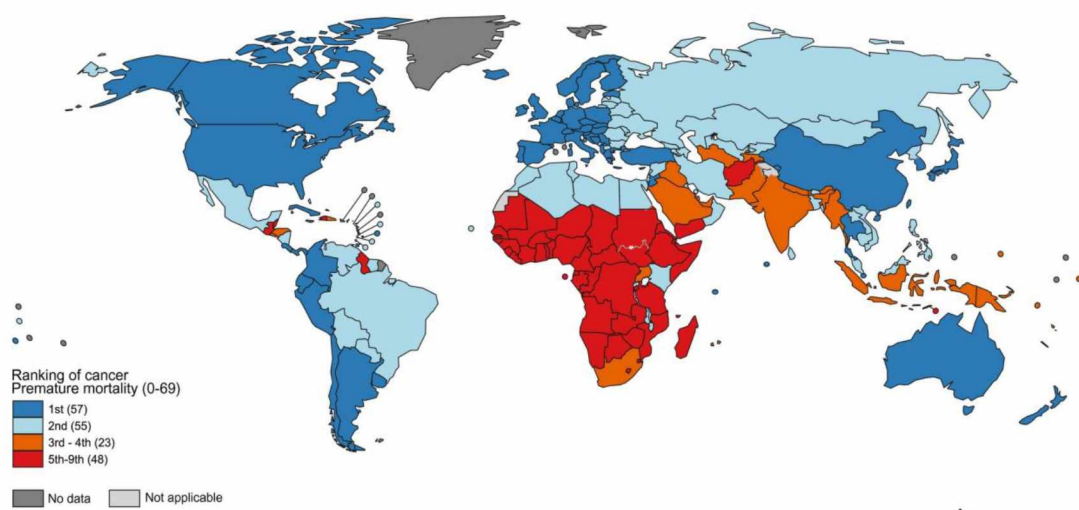 Ranking of cancer
Premature mortality (0-69)
1st (57)
2nd (55)
3rd - 4th (23)
5th-9th (48)
No data
Not applicable